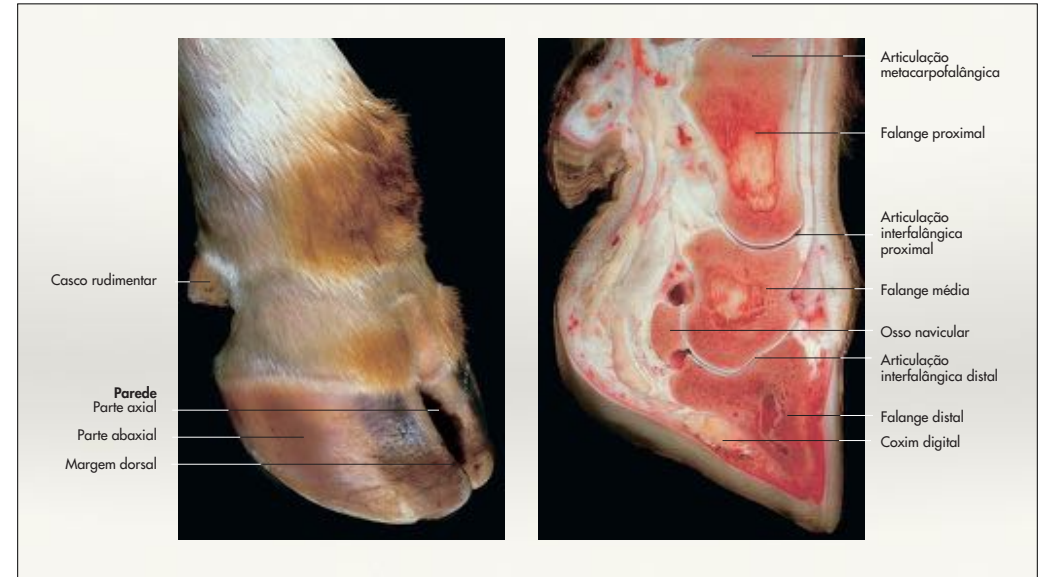 Casco rudimentar
Parede
Parte axial
Parte abaxial
Margem dorsal
Articulação
metacarpofalângica
Falange proximal
Articulação
interfalângica
proximal
Falange média
Osso navicular
Articulação
interfalângica distal
Falange distal
Coxim digital